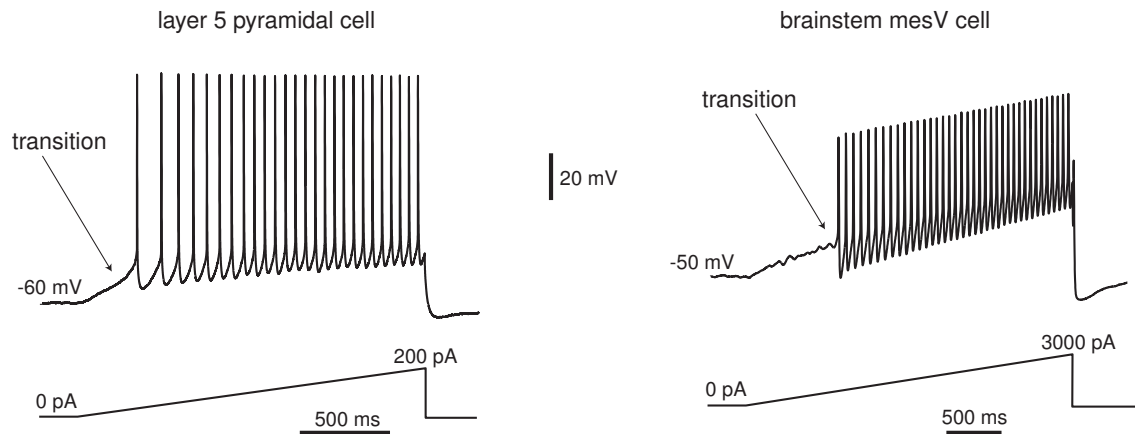 layer 5 pyramidal cell
brainstem mesV cell
transition
transition
20 mV
-60 mV
-50 mV
200 pA
3000 pA
0 pA
0 pA
500 ms
500 ms